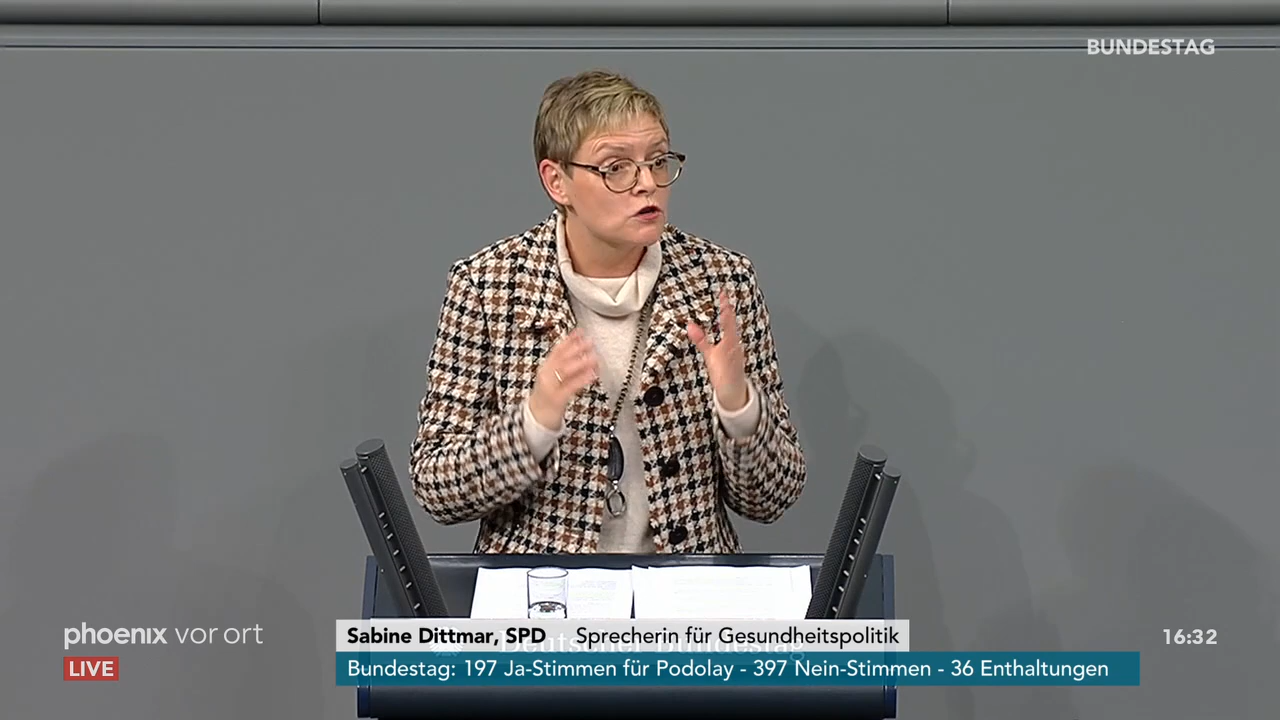 BUNDESTAG
phoenix vor ort
LIVE
Sabine Dittmar, SPD Sprecherin für Gesundheitspolitik
16:32
Bundestag: 197 Ja-Stimmen für Podolay - 397 Nein-Stimmen - 36 Enthaltungen